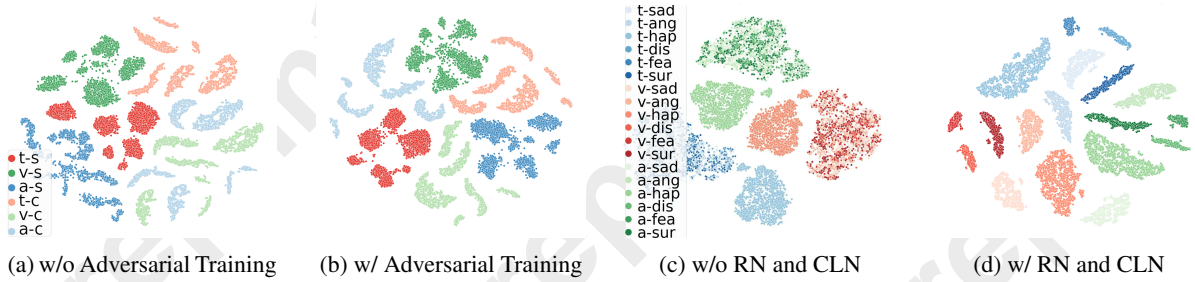 t-s
v-s
a-s
t-c
v-c
a-c
t-sad
t-ang
t-hap
t-dis
t-fea
t-sur
v-sad
v-ang
v-hap
v-dis
v-fea
v-sur
a-sad
a-ang
a-hap
a-dis
a-fea
a-sur
(a) w/o Adversarial Training
(b) w/ Adversarial Training
(c) w/o RN and CLN
(d) w/ RN and CLN